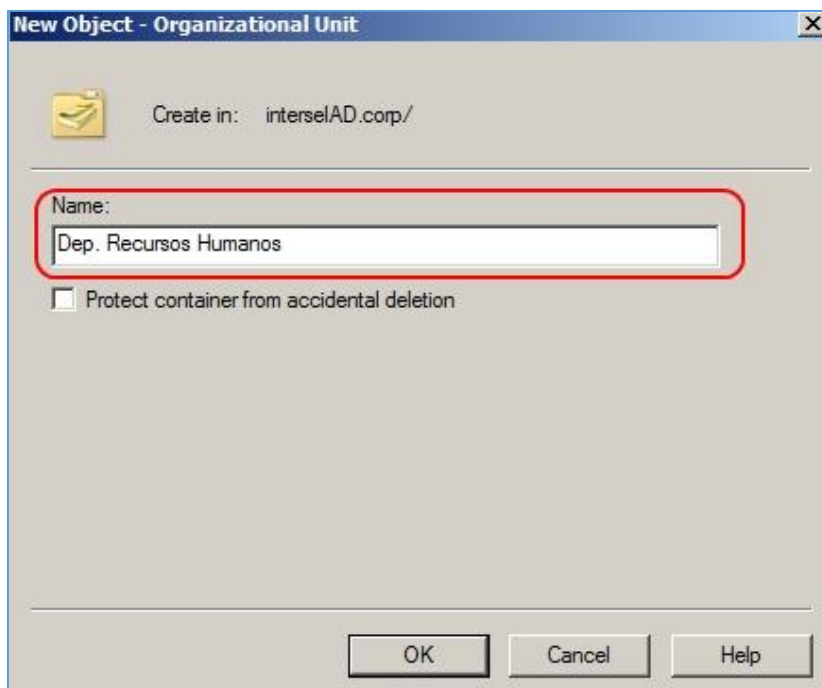 New Object - Organizational Unit
Create in: interselAD.corp/
Name:
Dep. Recursos Humanos
Protect container from accidental deletion
OK Cancel Help